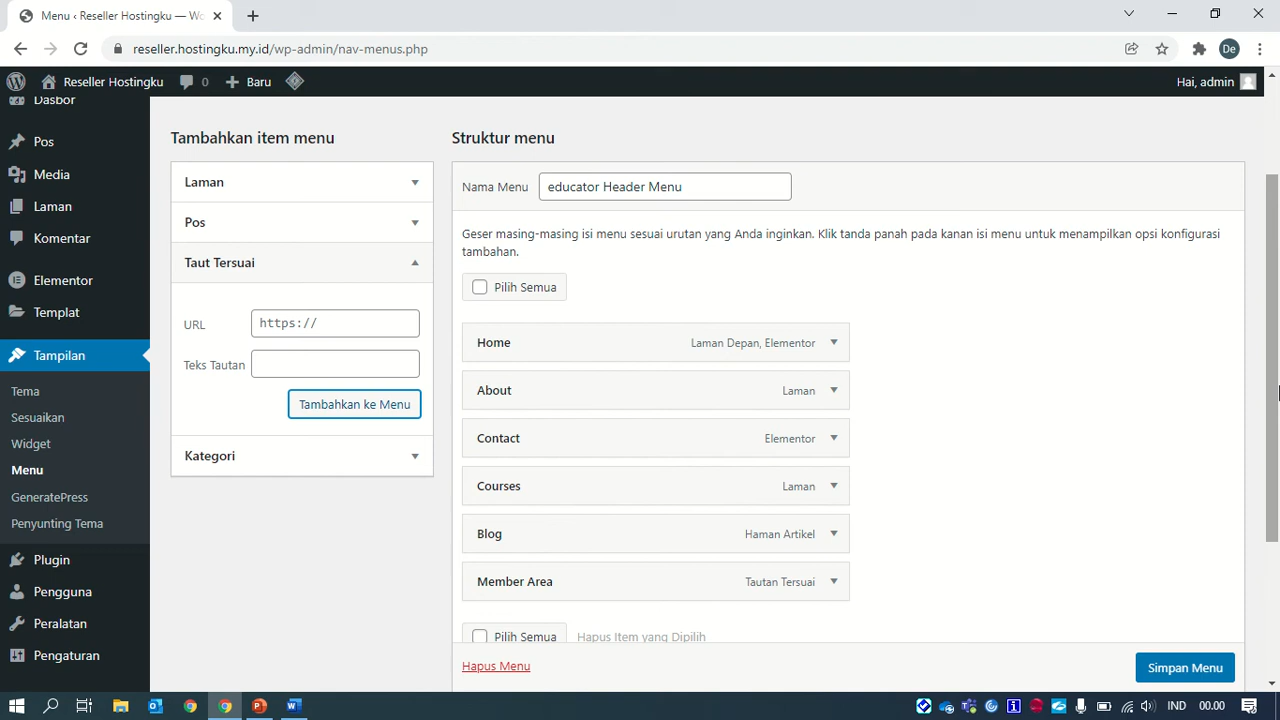 Menu ‹ Reseller Hostingku — Wo
reseller.hostingku.my.id/wp-admin/nav-menus.php
De
Reseller Hostingku
0
Baru
Hai, admin
Dasbor
Pos
Media
Laman
Komentar
Elementor
Templat
Tampilan
Tema
Sesuaikan
Widget
Menu
GeneratePress
Penyunting Tema
Plugin
Pengguna
Peralatan
Pengaturan
Tambahkan item menu
Laman
Pos
Taut Tersuai
URL
https://
Teks Tautan
Tambahkan ke Menu
Kategori
Struktur menu
Nama Menu
educator Header Menu
Geser masing-masing isi menu sesuai urutan yang Anda inginkan. Klik tanda panah pada kanan isi menu untuk menampilkan opsi konfigurasi
tambahan.
Pilih Semua
Home Laman Depan, Elementor
About Laman
Contact Elementor
Courses Laman
Blog Haman Artikel
Member Area Tautan Tersuai
Pilih Semua Hapus Item yang Dipilih
Hapus Menu
Simpan Menu
IND
00.00